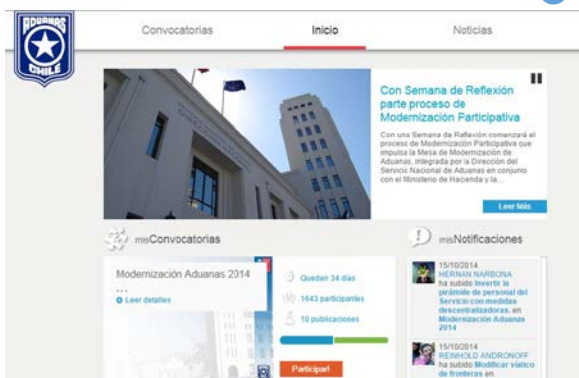 ADUANAS
CHILE
Convocatorias
Inicio
Noticias
DIRECCION NACIONAL
Con Semana de Reflexión
parte proceso de
Modernización Participativa
Con una Semana de Reflexión comenzará el
proceso de Modernización Participativa que
impulsa la Mesa de Modernización de
Aduanas, integrada por la Dirección del
Servicio Nacional de Aduanas en conjunto
con el Ministerio de Hacienda y la...
Leer Más
misConvocatorias
Modernización Aduanas 2014
...
Leer detalles
Quedan 34 días
1643 participantes
10 publicaciones
Participar!
misNotificaciones
15/10/2014
HERNAN NARBONA
ha subido Invertir la
pirámide de personal del
Servicio con medidas
descentralizadoras. en
Modernización Aduanas
2014
15/10/2014
REINHOLD ANDRONOFF
ha subido Modificar viático
de fronteras en